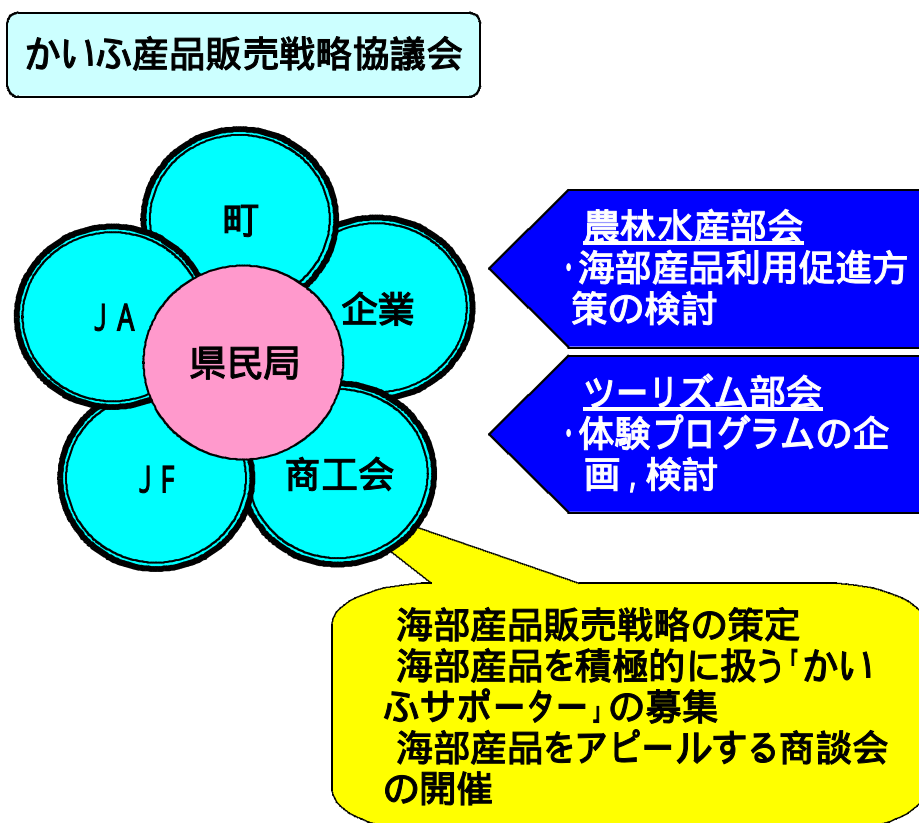 かいふ産品販売戦略協議会
町
JA
企業
県民局
JF
商工会
農林水産部会
・海部産品利用促進方
策の検討
ツーリズム部会
・体験プログラムの企
画,検討
海部産品販売戦略の策定
海部産品を積極的に扱う「かい
ふサポーター」の募集
海部産品をアピールする商談会
の開催